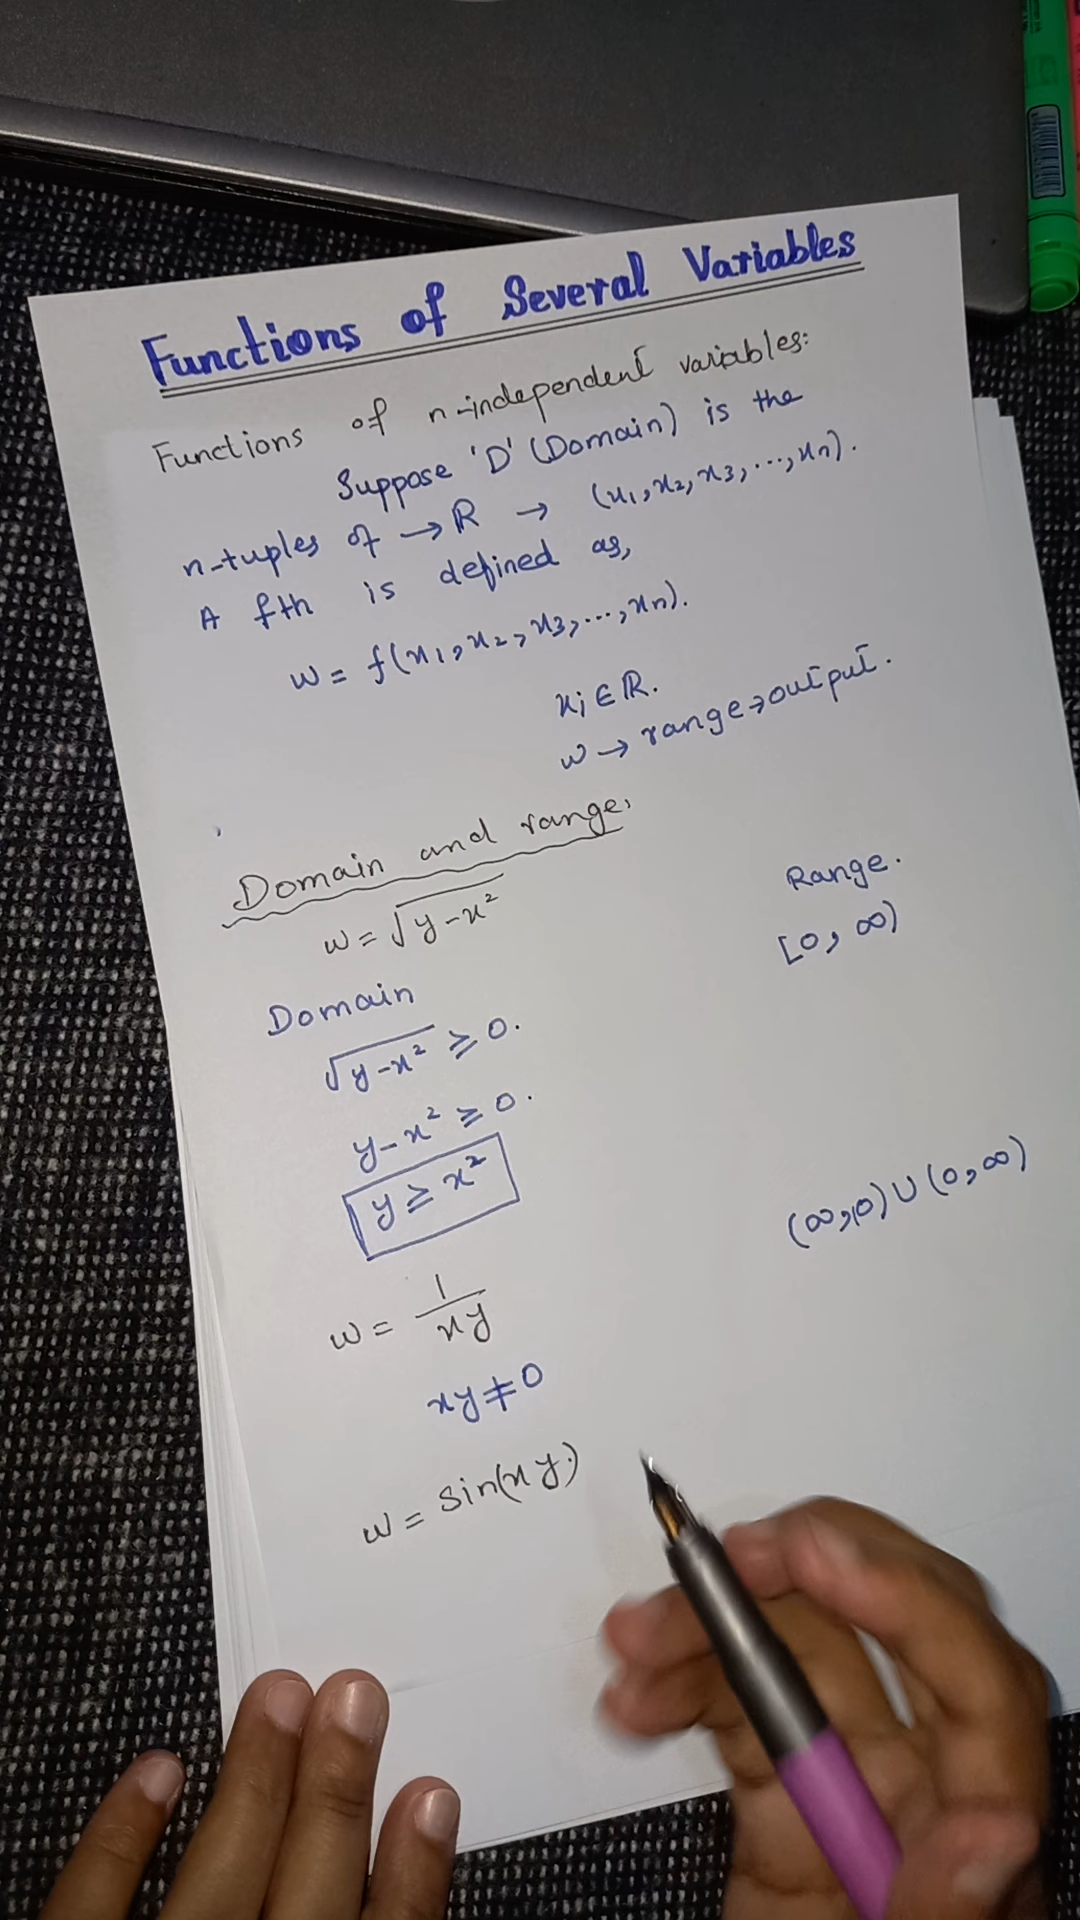 Functions of Several Variables
Functions of n-independent variables:
Suppose 'D' (Domain) is the
n-tuples of → ℝ → (x₁, x₂, x₃, ..., xₙ).
A fth is defined as,
w = f(x₁, x₂, x₃, ..., xₙ).
xᵢ ∈ ℝ.
w → range → output.
Domain and range.
w = √(y-x²)
Range.
[0, ∞)
Domain
√(y-x²) ≥ 0.
y-x² ≥ 0.
y ≥ x²
w = 1/xy
(∞, 0) ∪ (0, ∞)
xy ≠ 0
w = sin(xy)